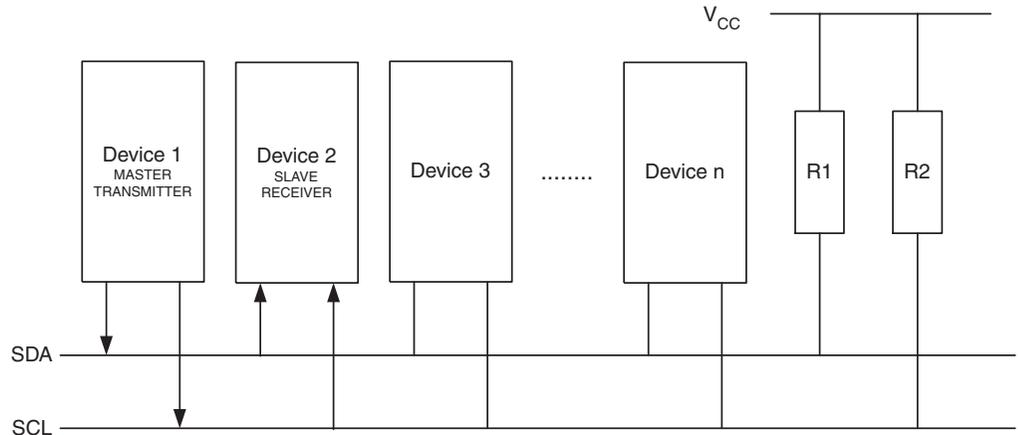 VCC
Device 1
MASTER
TRANSMITTER
Device 2
SLAVE
RECEIVER
Device 3
........
Device n
R1
R2
SDA
SCL